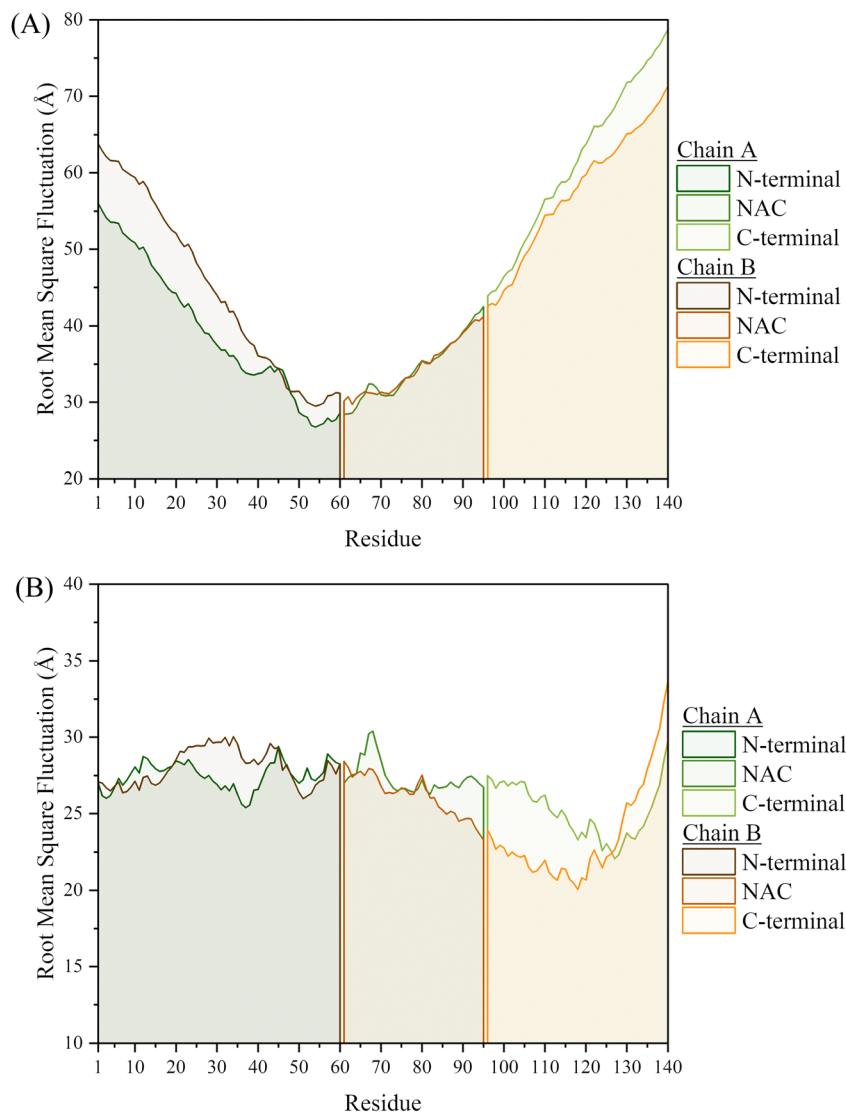 (A)
80
70
60
50
40
30
20
Root Mean Square Fluctuation (Å)
1 10 20 30 40 50 60 70 80 90 100 110 120 130 140
Residue
Chain A
N-terminal
NAC
C-terminal
Chain B
N-terminal
NAC
C-terminal
(B)
40
35
30
25
20
15
10
Root Mean Square Fluctuation (Å)
1 10 20 30 40 50 60 70 80 90 100 110 120 130 140
Residue
Chain A
N-terminal
NAC
C-terminal
Chain B
N-terminal
NAC
C-terminal